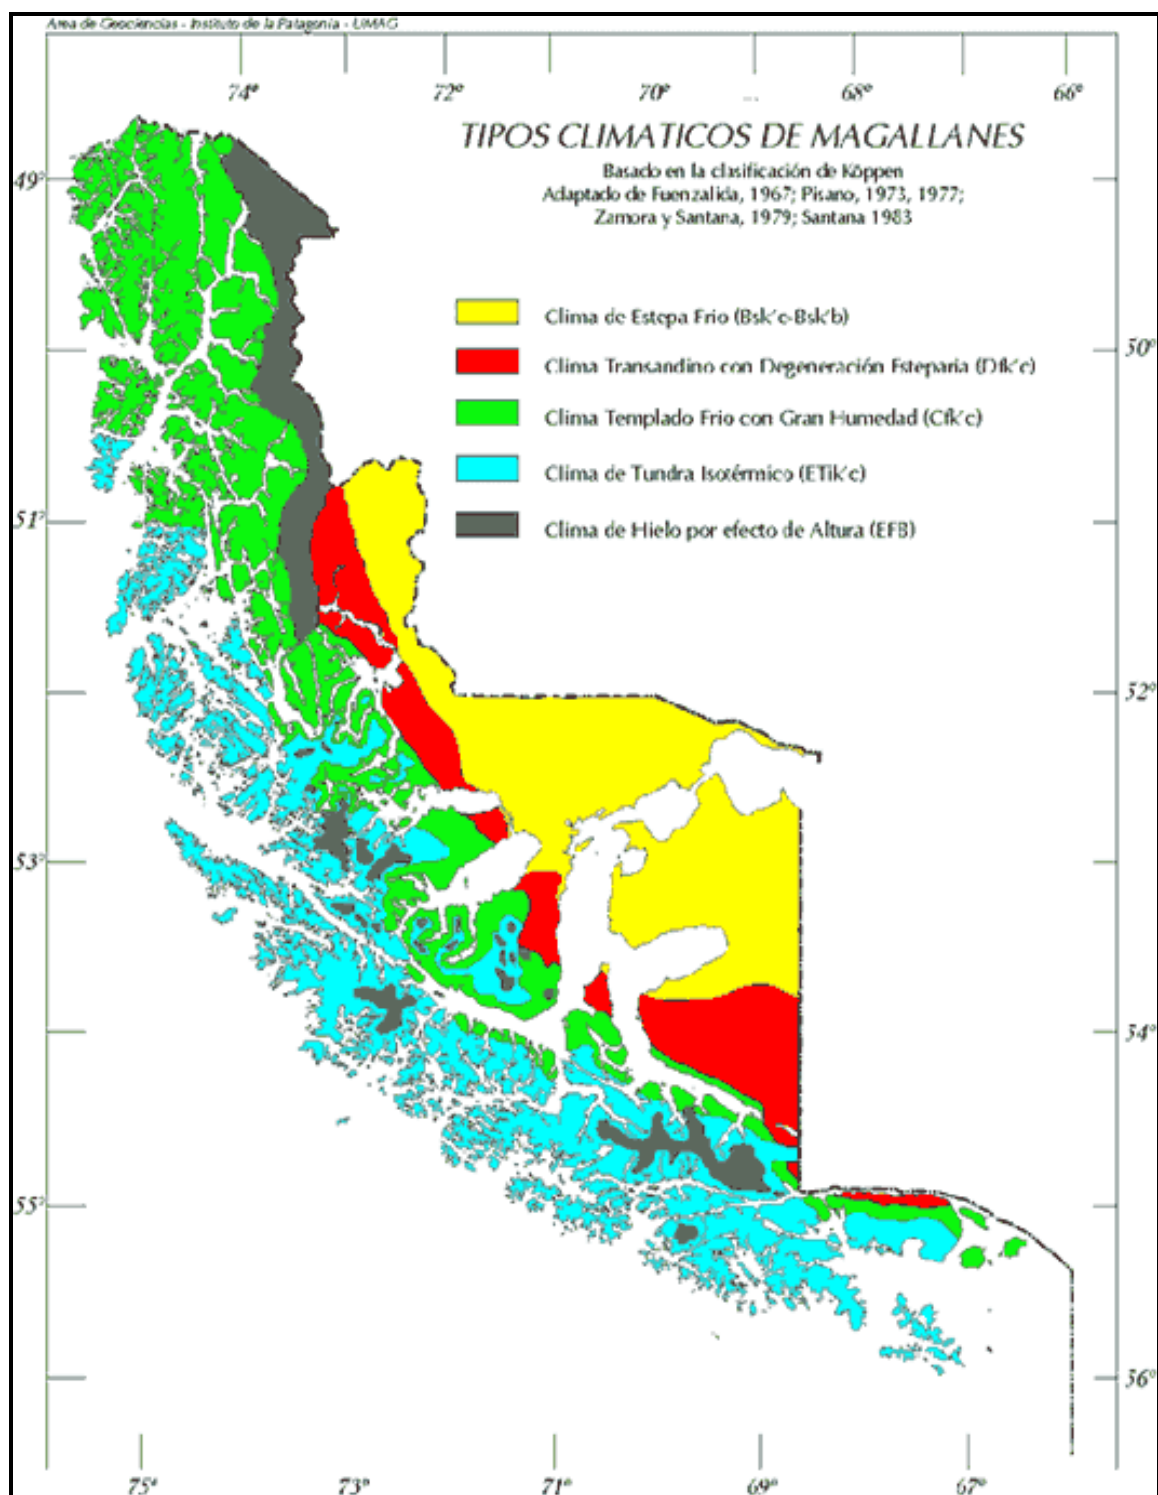 Area de Geociencias - Instituto de la Patagonia - UMAG
74° 72° 70° 68° 66°
TIPOS CLIMATICOS DE MAGALLANES
Basado en la clasificación de Köppen
Adaptado de Fuenzalida, 1967; Pisano, 1973, 1977;
Zamora y Santana, 1979; Santana 1983
49°
Clima de Estepa Frio (Bsk'c-Bsk'b)
50°
Clima Transandino con Degeneración Esteparia (Dfk'c)
Clima Templado Frio con Gran Humedad (Cfk'c)
Clima de Tundra Isotérmico (ETik'c)
51°
Clima de Hielo por efecto de Altura (EFB)
52°
53°
54°
55°
56°
75° 73° 71° 69° 67°